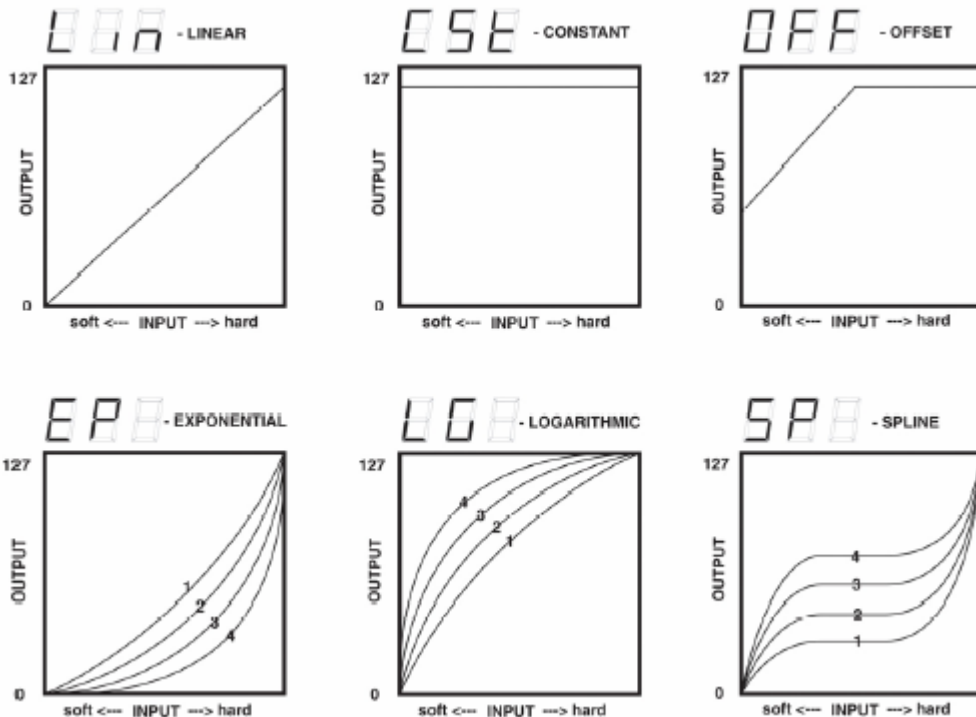 Lin - LINEAR
CSt - CONSTANT
OFF - OFFSET
127
OUTPUT
0
soft <--- INPUT ---> hard
127
OUTPUT
0
soft <--- INPUT ---> hard
127
OUTPUT
0
soft <--- INPUT ---> hard
EP - EXPONENTIAL
LG - LOGARITHMIC
SP - SPLINE
127
OUTPUT
1
2
3
4
0
soft <--- INPUT ---> hard
127
OUTPUT
4
3
2
1
0
soft <--- INPUT ---> hard
127
OUTPUT
4
3
2
1
0
soft <--- INPUT ---> hard